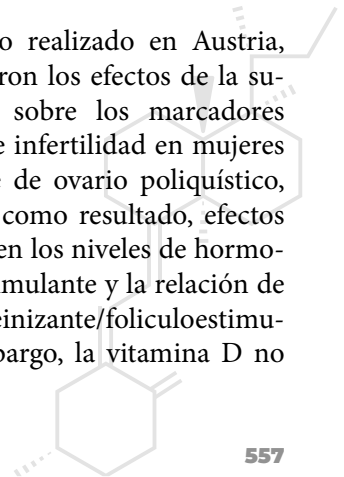 o realizado en Austria,
ron los efectos de la su-
sobre los marcadores
e infertilidad en mujeres
e de ovario poliquístico,
como resultado, efectos
en los niveles de hormo-
mulante y la relación de
einizante/foliculoestimu-
bargo, la vitamina D no
557